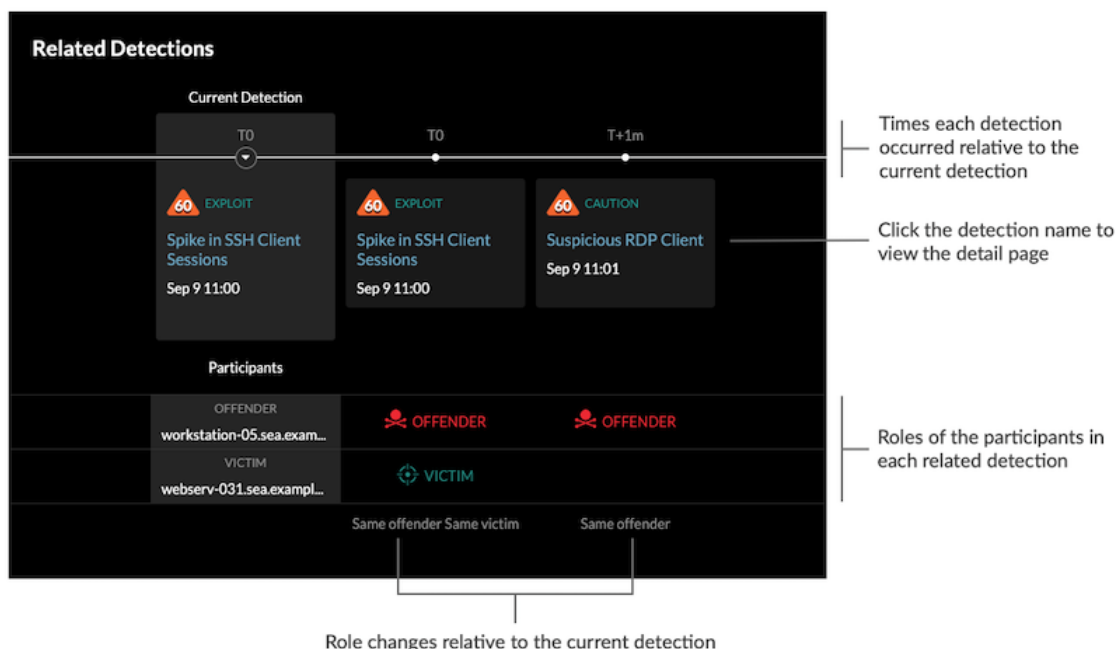 Related Detections
Current Detection
T0
T0
T+1m
60 EXPLOIT
Spike in SSH Client
Sessions
Sep 9 11:00
60 EXPLOIT
Spike in SSH Client
Sessions
Sep 9 11:00
60 CAUTION
Suspicious RDP Client
Sep 9 11:01
Participants
OFFENDER
workstation-05.sea.exam...
OFFENDER
OFFENDER
VICTIM
webserv-031.sea.exampl...
VICTIM
Same offender Same victim
Same offender
Times each detection
occurred relative to the
current detection
Click the detection name to
view the detail page
Roles of the participants in
each related detection
Role changes relative to the current detection